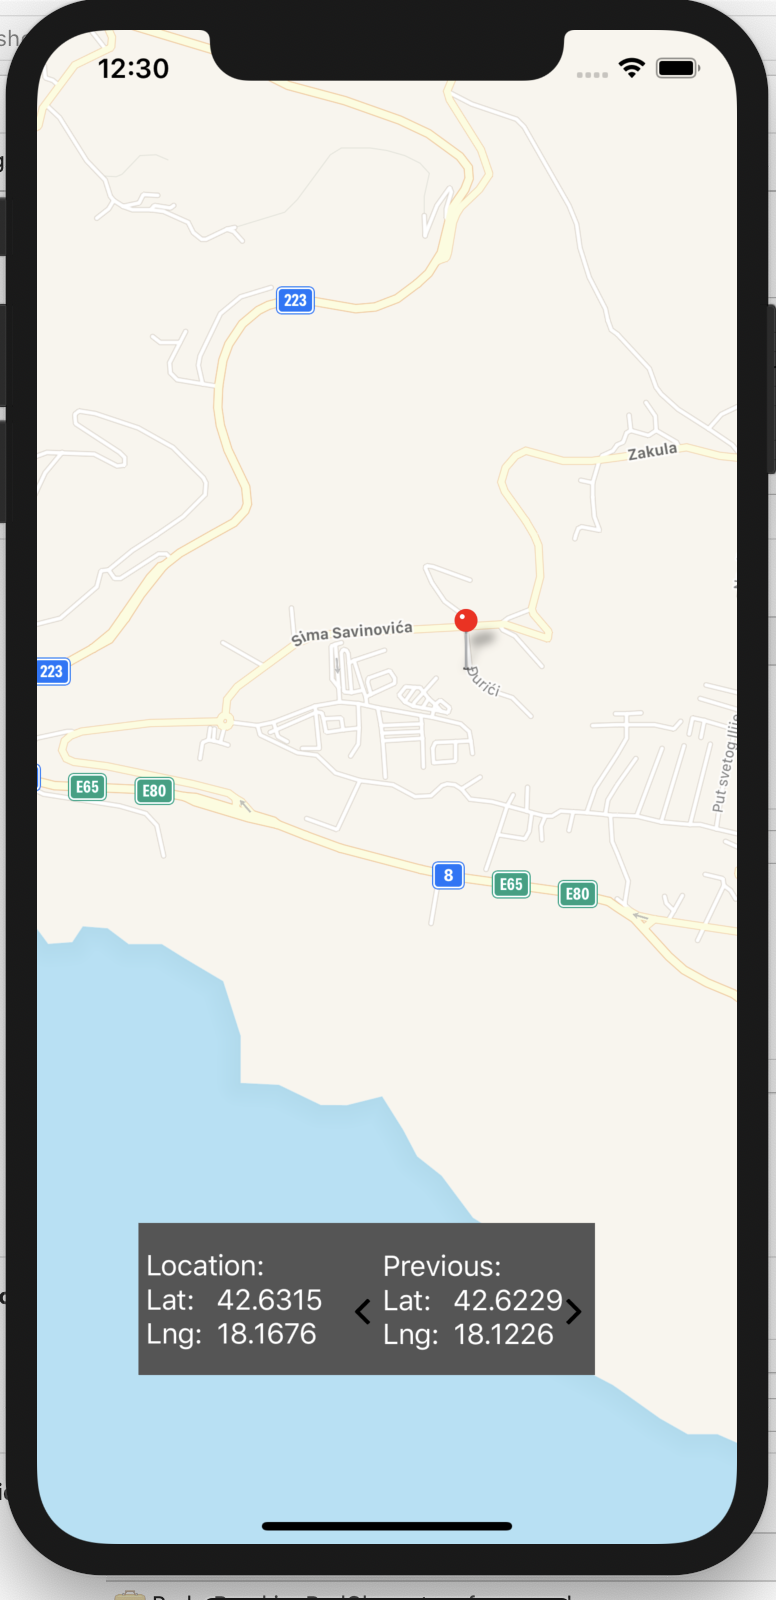 12:30
223
Zakula
Sima Savinovića
223
Đurići
Put svetog Ilije
E65
E80
8
E65
E80
Location:
Lat: 42.6315
Lng: 18.1676
Previous:
Lat: 42.6229
Lng: 18.1226